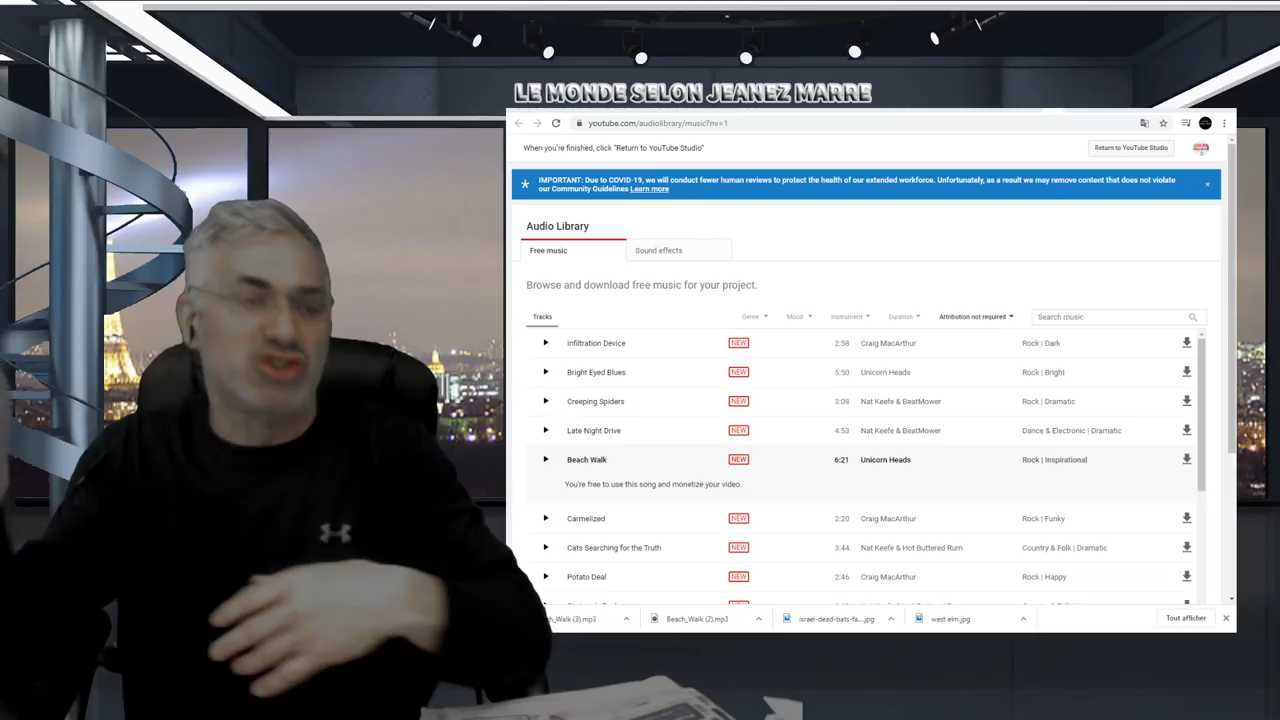 LE MONDE SELON JEANEZ MARRE
youtube.com/audiolibrary/music?nv=1
When you're finished, click "Return to YouTube Studio"
Return to YouTube Studio
IMPORTANT: Due to COVID-19, we will conduct fewer human reviews to protect the health of our extended workforce. Unfortunately, as a result we may remove content that does not violate
our Community Guidelines Learn more
Audio Library
Free music Sound effects
Browse and download free music for your project.
Tracks Genre Mood Instrument Duration Attribution not required Search music
Infiltration Device NEW 2:58 Craig MacArthur Rock | Dark
Bright Eyed Blues NEW 5:50 Unicorn Heads Rock | Bright
Creeping Spiders NEW 3:08 Nat Keefe & BeatMower Rock | Dramatic
Late Night Drive NEW 4:53 Nat Keefe & BeatMower Dance & Electronic | Dramatic
Beach Walk NEW 6:21 Unicorn Heads Rock | Inspirational
You're free to use this song and monetize your video.
Carmelized NEW 2:20 Craig MacArthur Rock | Funky
Cats Searching for the Truth NEW 3:44 Nat Keefe & Hot Buttered Rum Country & Folk | Dramatic
Potato Deal NEW 2:46 Craig MacArthur Rock | Happy
ch_Walk (3).mp3 Beach_Walk (2).mp3 israel-dead-bats-fa....jpg west elm.jpg Tout afficher